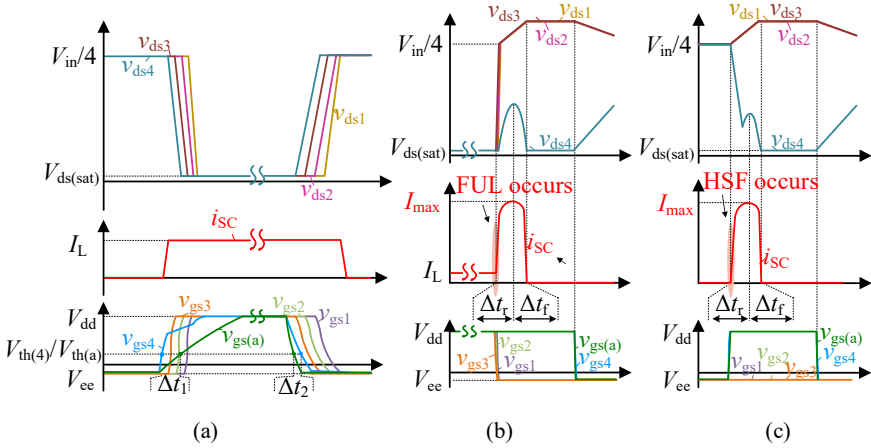 V_in/4
v_ds3
v_ds4
v_ds1
V_ds(sat)
v_ds2
i_SC
I_L
V_dd
v_gs3
v_gs2
v_gs1
v_gs4
v_gs(a)
V_th(4)/V_th(a)
V_ee
Δt_1
Δt_2
(a)
v_ds3
v_ds1
v_ds2
V_in/4
v_ds4
V_ds(sat)
FUL occurs
I_max
i_SC
I_L
Δt_r
Δt_f
V_dd
v_gs2
v_gs(a)
v_gs3
v_gs1
v_gs4
V_ee
(b)
v_ds1
v_ds3
v_ds2
V_in/4
v_ds4
V_ds(sat)
HSF occurs
I_max
i_SC
Δt_r
Δt_f
V_dd
v_gs(a)
v_gs2
v_gs4
v_gs1
v_gs3
V_ee
(c)